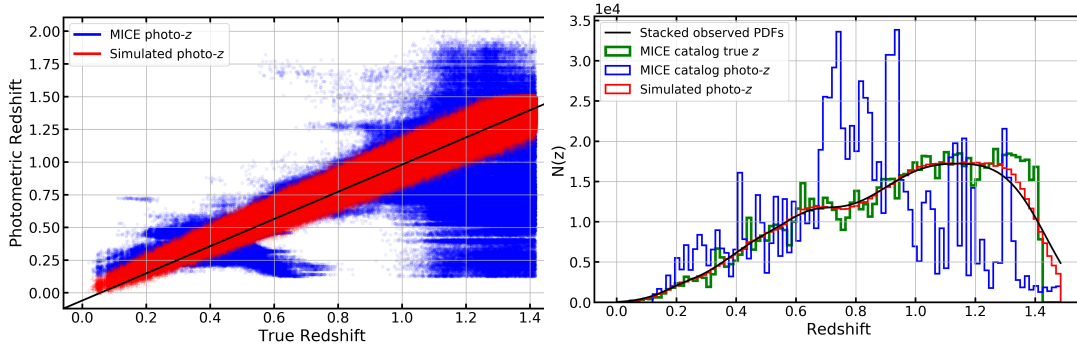 MICE photo-z
Simulated photo-z
Photometric Redshift
2.00
1.75
1.50
1.25
1.00
0.75
0.50
0.25
0.00
0.0 0.2 0.4 0.6 0.8 1.0 1.2 1.4
True Redshift
1e4
Stacked observed PDFs
MICE catalog true z
MICE catalog photo-z
Simulated photo-z
N(z)
3.5
3.0
2.5
2.0
1.5
1.0
0.5
0.0
0.0 0.2 0.4 0.6 0.8 1.0 1.2 1.4
Redshift